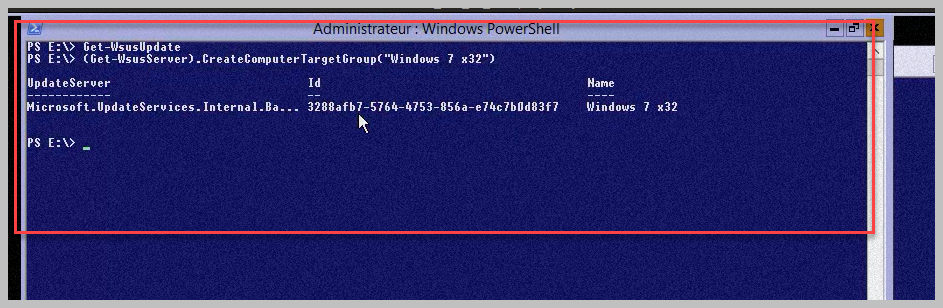 Administrateur : Windows PowerShell
PS E:\> Get-WsusUpdate
PS E:\> (Get-WsusServer).CreateComputerTargetGroup("Windows 7 x32")
UpdateServer Id Name
------------ -- ----
Microsoft.UpdateServices.Internal.Ba... 3288afb7-5764-4753-856a-e74c7b0d83f7 Windows 7 x32
PS E:\> _